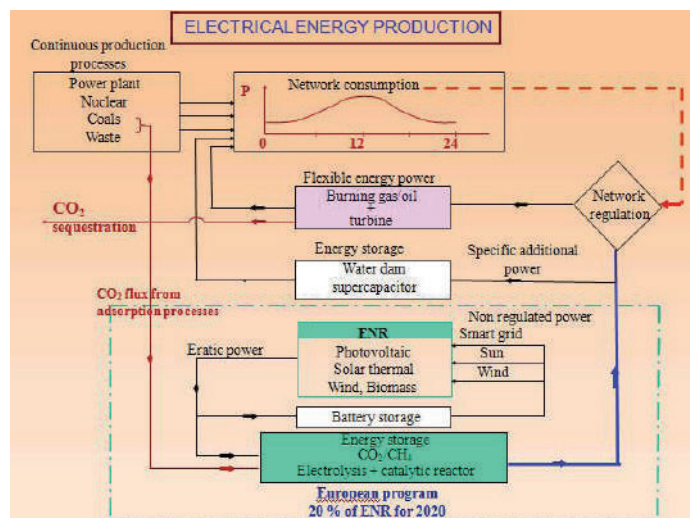 ELECTRICAL ENERGY PRODUCTION
Continuous production
processes
Power plant
Nuclear
Coals
Waste
P
Network consumption
0
12
24
Flexible energy power
Burning gas/oil
+
turbine
Network
regulation
CO2
sequestration
Energy storage
Water dam
supercapacitor
Specific additional
power
CO2 flux from
adsorption processes
Non regulated power
Smart grid
ENR
Photovoltaic
Solar thermal
Wind, Biomass
Sun
Wind
Eratic power
Battery storage
Energy storage
CO2/CH4
Electrolysis + catalytic reactor
European program
20 % of ENR for 2020